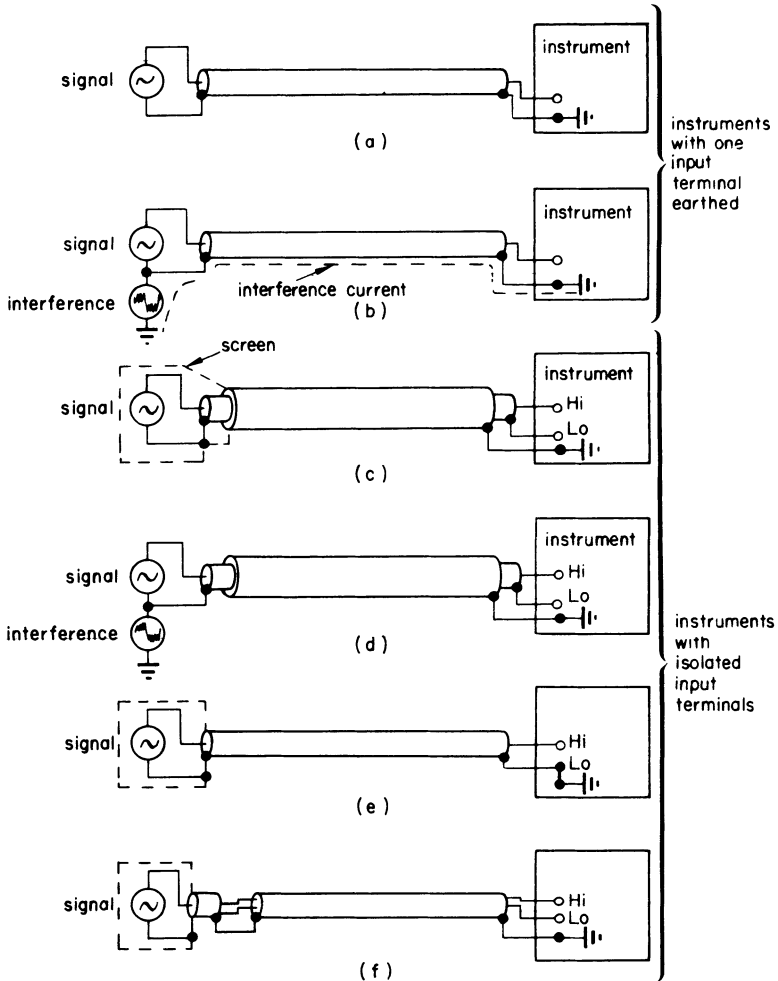 instrument
signal
(a)
instruments
with one
input
terminal
earthed
instrument
signal
interference current
interference
(b)
screen
instrument
signal
Hi
Lo
(c)
instrument
signal
Hi
Lo
interference
(d)
instruments
with
isolated
input
terminals
signal
Hi
Lo
(e)
signal
Hi
Lo
(f)